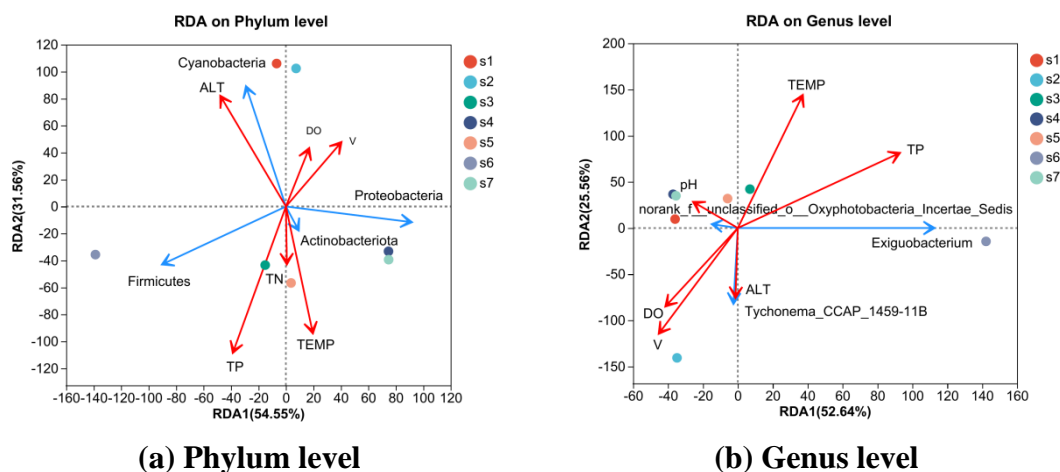 RDA on Phylum level
120
100
80
60
40
20
0
-20
-40
-60
-80
-100
-120
RDA2(31.56%)
Cyanobacteria
ALT
DO
V
Proteobacteria
Actinobacteriota
Firmicutes
TN
TEMP
TP
-160 -140 -120 -100 -80 -60 -40 -20 0 20 40 60 80 100 120
RDA1(54.55%)
s1
s2
s3
s4
s5
s6
s7
(a) Phylum level
RDA on Genus level
200
150
100
50
0
-50
-100
-150
RDA2(25.56%)
TEMP
TP
pH
norank_f__unclassified_o__Oxyphotobacteria_Incertae_Sedis
Exiguobacterium
ALT
DO
Tychonema_CCAP_1459-11B
V
-60 -40 -20 0 20 40 60 80 100 120 140 160
RDA1(52.64%)
s1
s2
s3
s4
s5
s6
s7
(b) Genus level